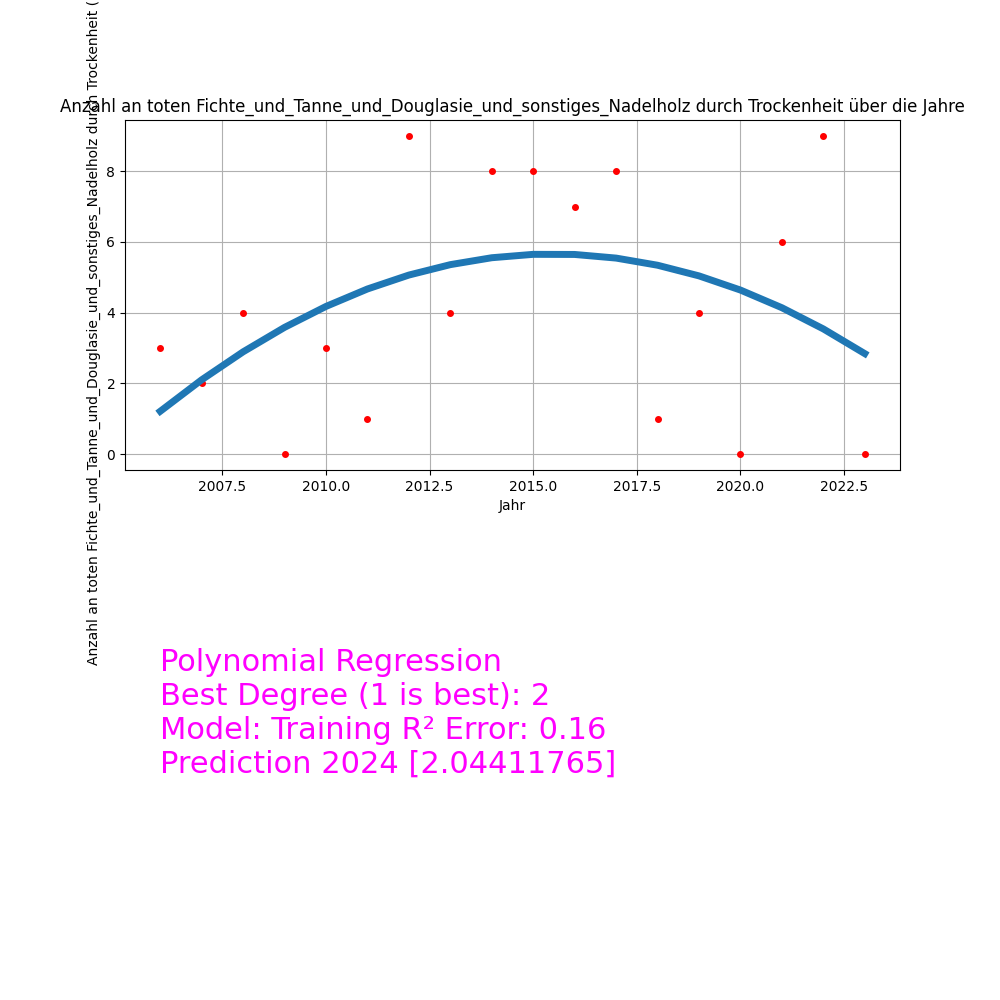 Anzahl an toten Fichte_und_Tanne_und_Douglasie_und_sonstiges_Nadelholz durch Trockenheit über die Jahre
Anzahl an toten Fichte_und_Tanne_und_Douglasie_und_sonstiges_Nadelholz durch Trockenheit (
8
6
4
2
0
2007.5 2010.0 2012.5 2015.0 2017.5 2020.0 2022.5
Jahr
Polynomial Regression
Best Degree (1 is best): 2
Model: Training R² Error: 0.16
Prediction 2024 [2.04411765]